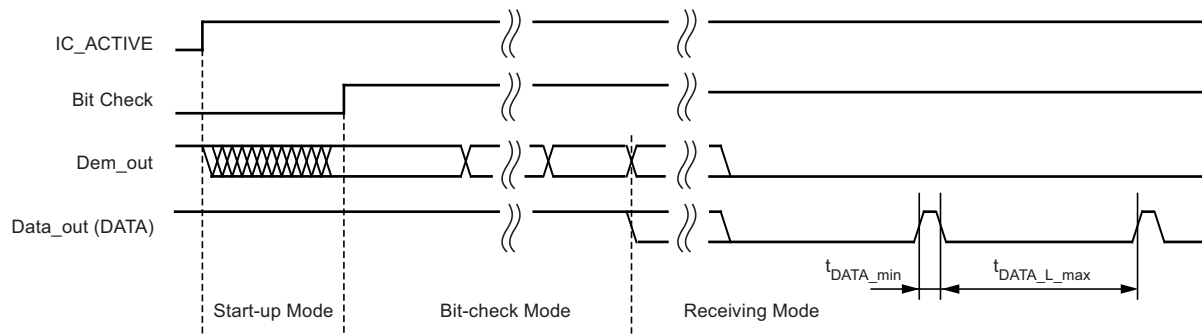 IC_ACTIVE
Bit Check
Dem_out
Data_out (DATA)
tDATA_min
tDATA_L_max
Start-up Mode
Bit-check Mode
Receiving Mode